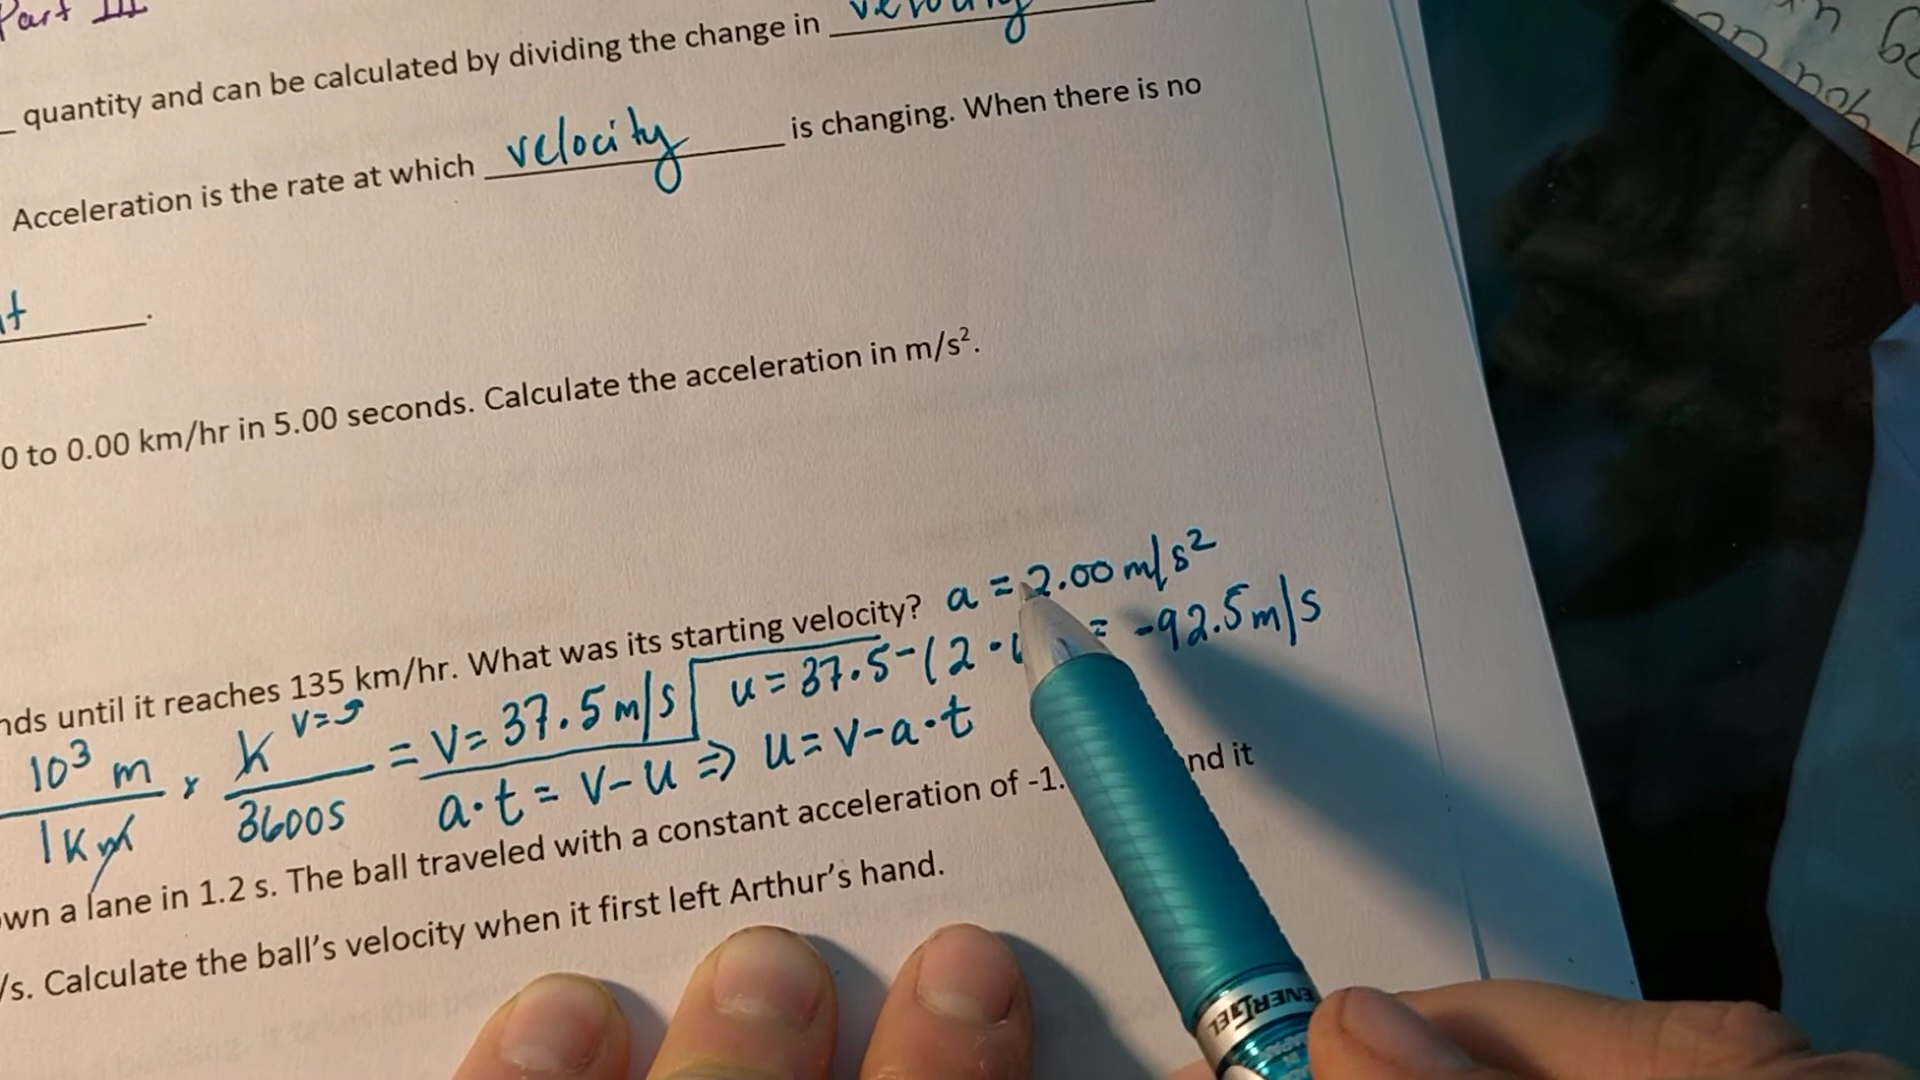 Part III
quantity and can be calculated by dividing the change in velocity
Acceleration is the rate at which velocity is changing. When there is no
0 to 0.00 km/hr in 5.00 seconds. Calculate the acceleration in m/s².
nds until it reaches 135 km/hr. What was its starting velocity? a = 2.00 m/s²
v= u = 37.5 - (2 · = -92.5 m/s
10³ m × h = v = 37.5 m/s
1 Km 3600s a·t = v-u ⇒ u = v-a·t
own a lane in 1.2 s. The ball traveled with a constant acceleration of -1. nd it
/s. Calculate the ball's velocity when it first left Arthur's hand.
ENERGEL